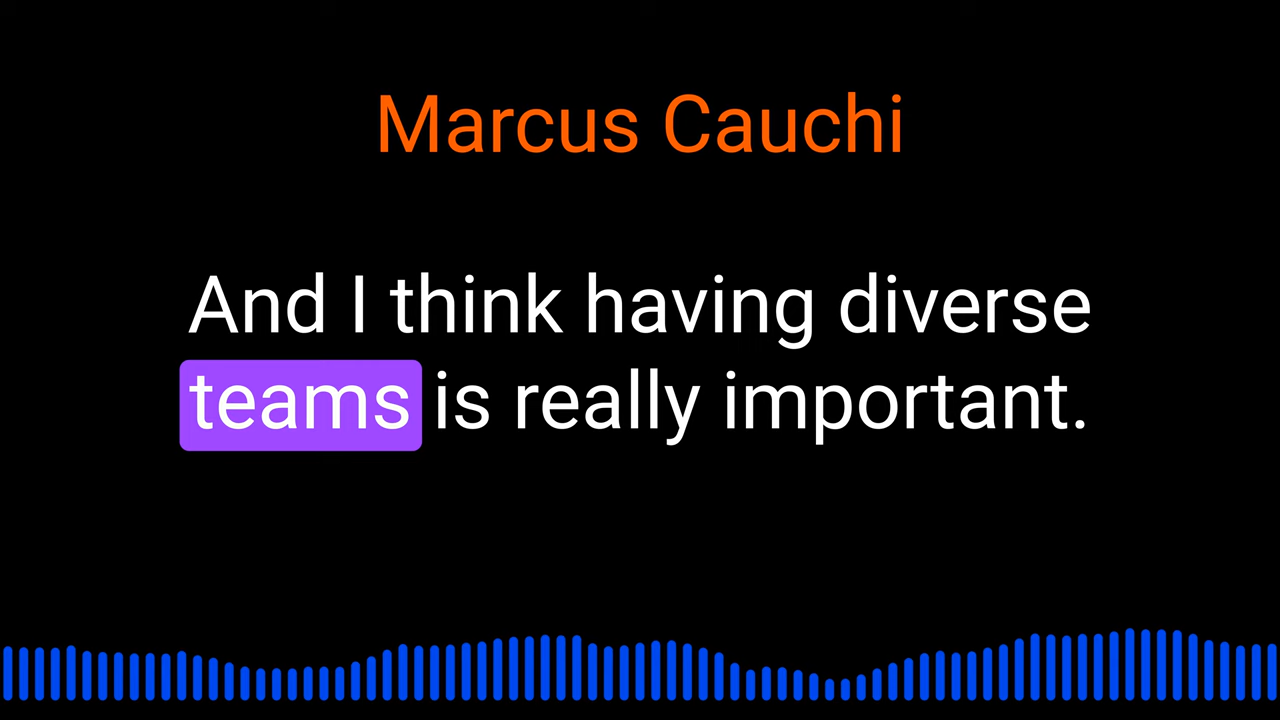 Marcus Cauchi
And I think having diverse
teams is really important.